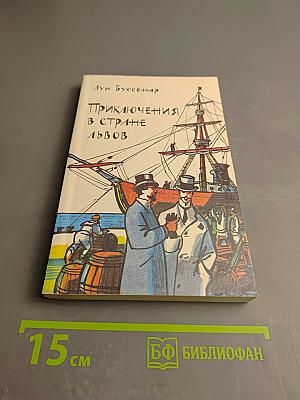 Луи Буссенар
Приключения
в стране
львов
15 см
БФ БИБЛИОФАН